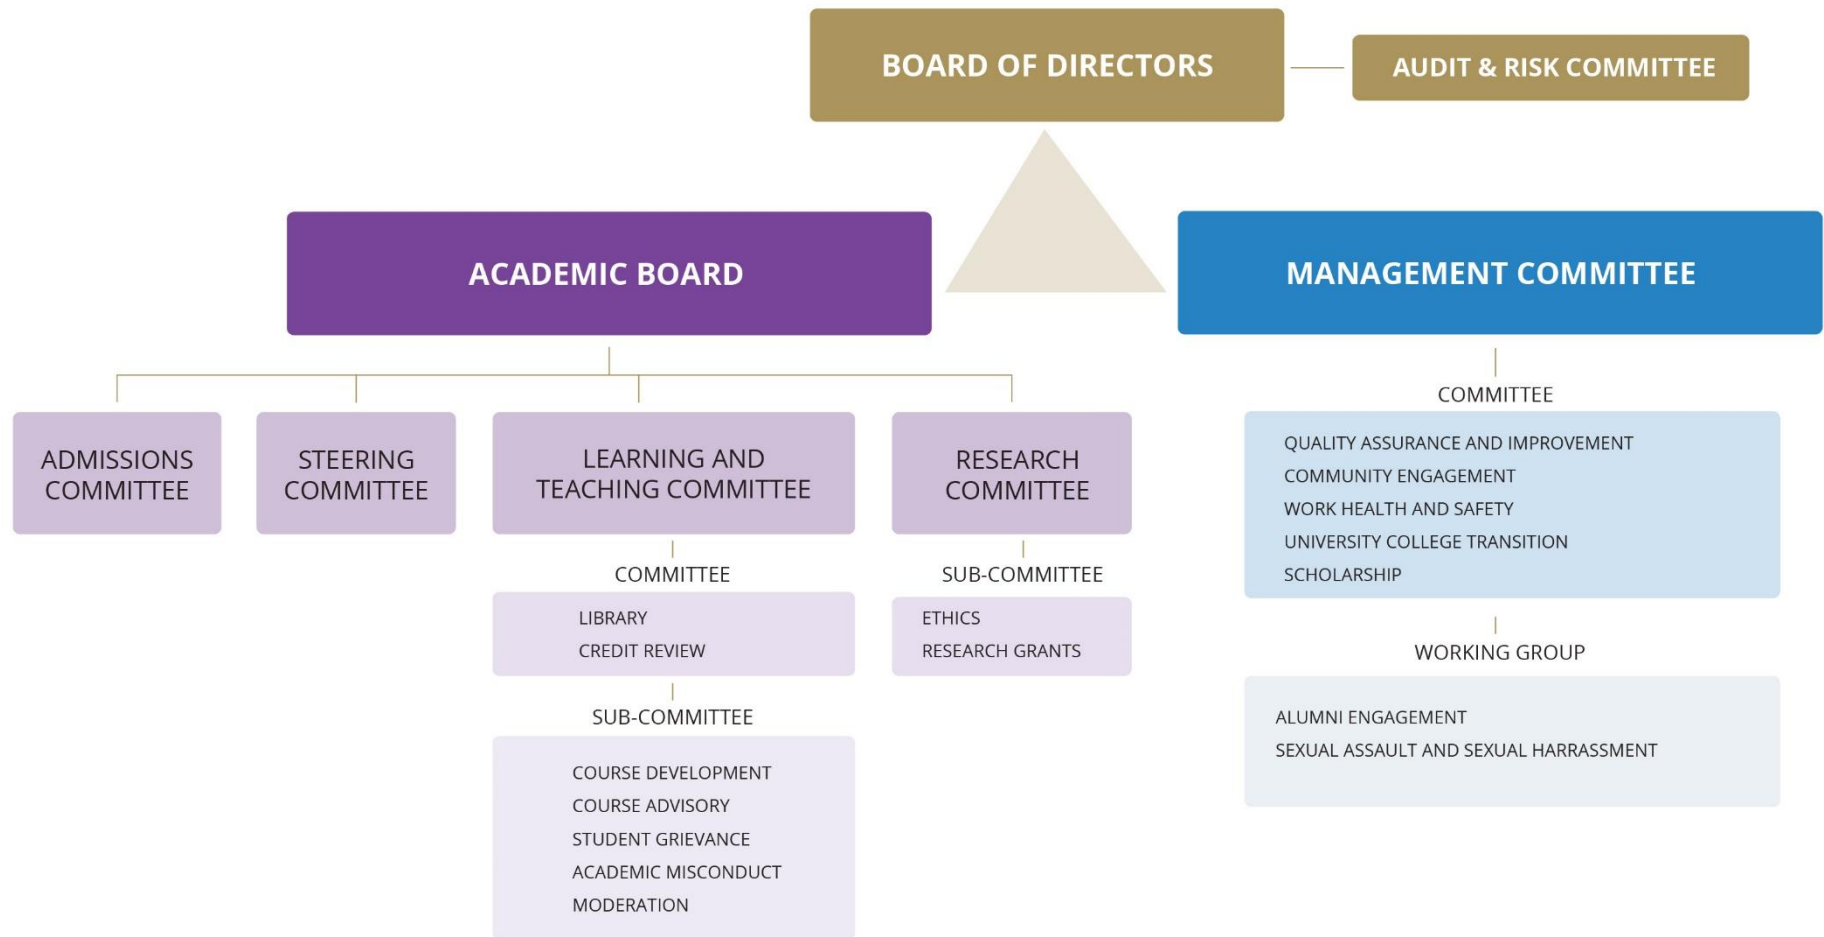 BOARD OF DIRECTORS
AUDIT & RISK COMMITTEE
ACADEMIC BOARD
MANAGEMENT COMMITTEE
ADMISSIONS
COMMITTEE
STEERING
COMMITTEE
LEARNING AND
TEACHING COMMITTEE
RESEARCH
COMMITTEE
COMMITTEE
LIBRARY
CREDIT REVIEW
SUB-COMMITTEE
COURSE DEVELOPMENT
COURSE ADVISORY
STUDENT GRIEVANCE
ACADEMIC MISCONDUCT
MODERATION
SUB-COMMITTEE
ETHICS
RESEARCH GRANTS
COMMITTEE
QUALITY ASSURANCE AND IMPROVEMENT
COMMUNITY ENGAGEMENT
WORK HEALTH AND SAFETY
UNIVERSITY COLLEGE TRANSITION
SCHOLARSHIP
WORKING GROUP
ALUMNI ENGAGEMENT
SEXUAL ASSAULT AND SEXUAL HARRASSMENT